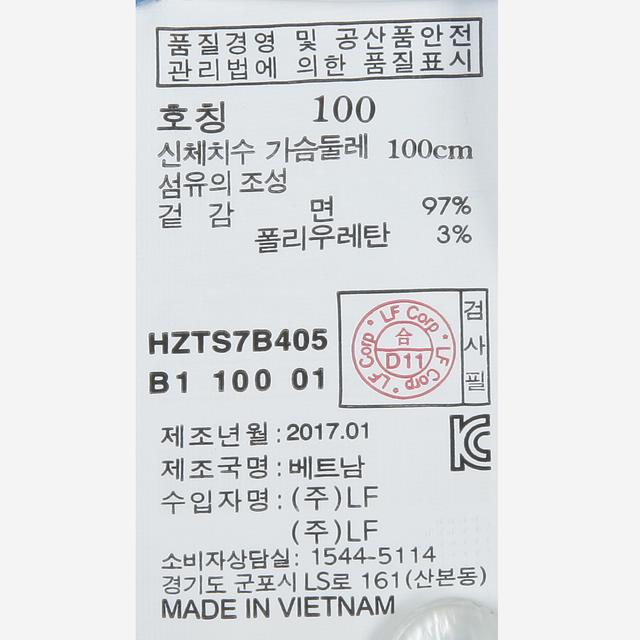 품질경영 및 공산품안전
관리법에 의한 품질표시
호칭 100
신체치수 가슴둘레 100cm
섬유의 조성
겉 감 면 97%
폴리우레탄 3%
HZTS7B405
B1 100 01
LF Corp · LF Corp · LF Corp ·
合
D11
검사필
제조년월 : 2017.01
제조국명 : 베트남
수입자명 : (주)LF
(주)LF
소비자상담실: 1544-5114
경기도 군포시 LS로 161(산본동)
MADE IN VIETNAM